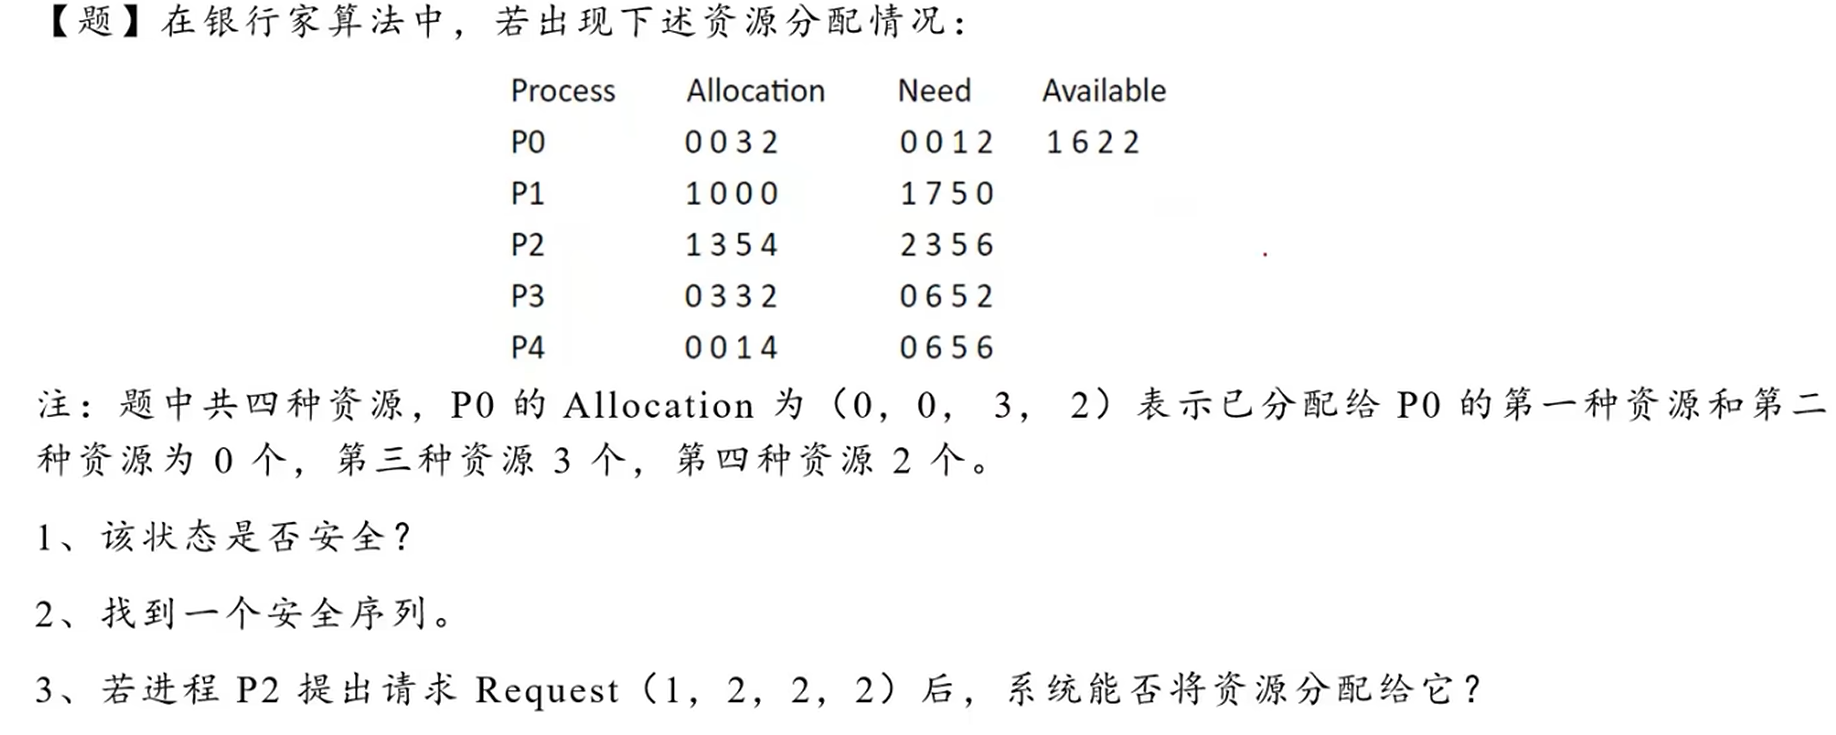 【题】在银行家算法中，若出现下述资源分配情况：
Process Allocation Need Available
P0 0 0 3 2 0 0 1 2 1 6 2 2
P1 1 0 0 0 1 7 5 0
P2 1 3 5 4 2 3 5 6
P3 0 3 3 2 0 6 5 2
P4 0 0 1 4 0 6 5 6
注：题中共四种资源，P0 的 Allocation 为（0，0，3，2）表示已分配给 P0 的第一种资源和第二
种资源为 0 个，第三种资源 3 个，第四种资源 2 个。
1、该状态是否安全？
2、找到一个安全序列。
3、若进程 P2 提出请求 Request（1，2，2，2）后，系统能否将资源分配给它？